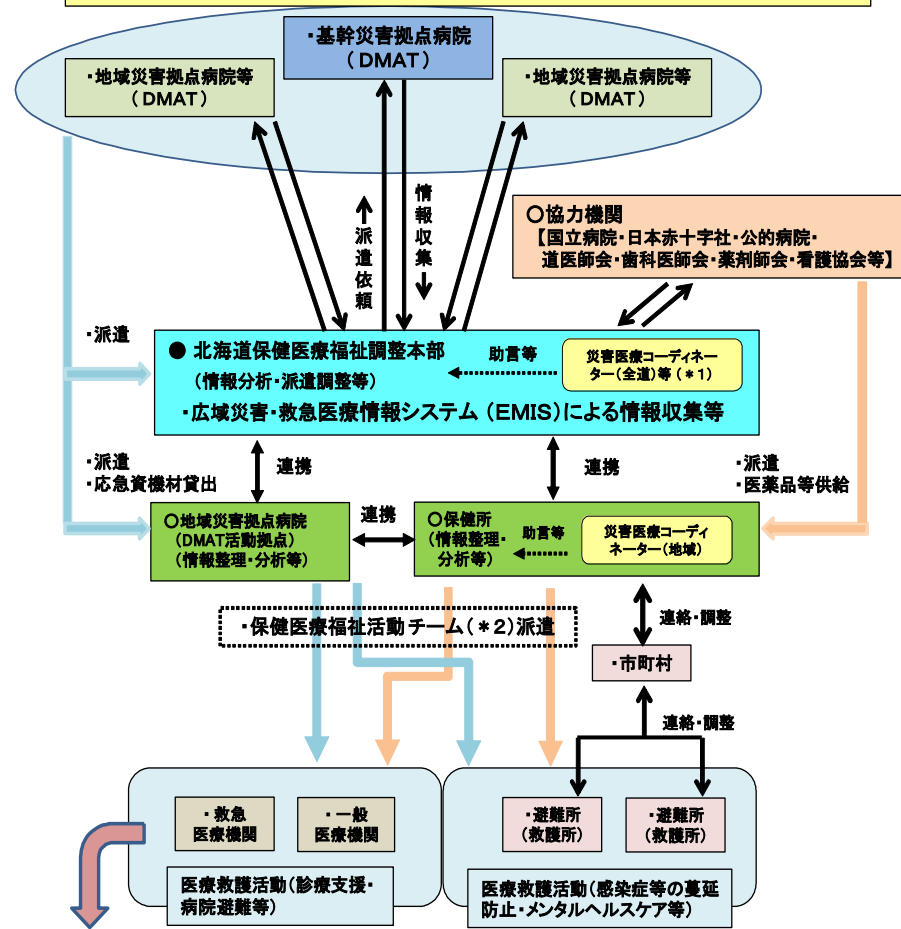 ・基幹災害拠点病院
(DMAT)
・地域災害拠点病院等
(DMAT)
・地域災害拠点病院等
(DMAT)
↑派遣依頼
情報収集↓
○協力機関
【国立病院・日本赤十字社・公的病院・
道医師会・歯科医師会・薬剤師会・看護協会等】
・派遣
● 北海道保健医療福祉調整本部
(情報分析・派遣調整等)
助言等
災害医療コーディネー
ター(全道)等(*1)
・広域災害・救急医療情報システム(EMIS)による情報収集等
・派遣
・応急資機材貸出
連携
連携
・派遣
・医薬品等供給
○地域災害拠点病院
(DMAT活動拠点)
(情報整理・分析等)
連携
○保健所
(情報整理・
分析等)
助言等
災害医療コーディ
ネーター(地域)
・保健医療福祉活動チーム(*2)派遣
連絡・調整
・市町村
連絡・調整
・救急
医療機関
・一般
医療機関
・避難所
(救護所)
・避難所
(救護所)
医療救護活動(診療支援・
病院避難等)
医療救護活動(感染症等の蔓延
防止・メンタルヘルスケア等)